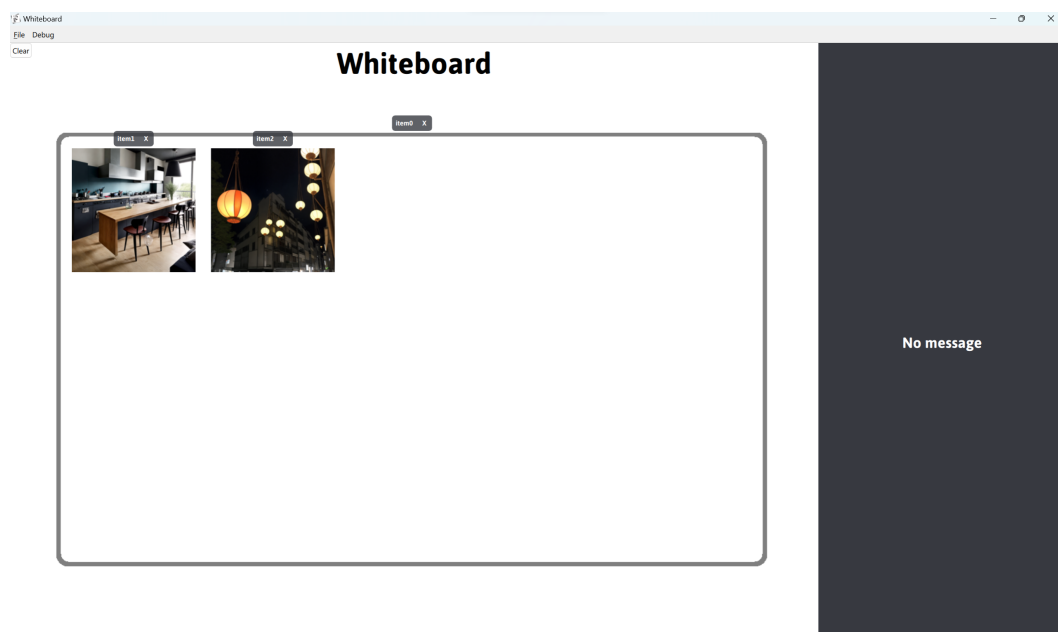 Whiteboard
File Debug
Clear
Whiteboard
item0 X
item1 X
item2 X
No message